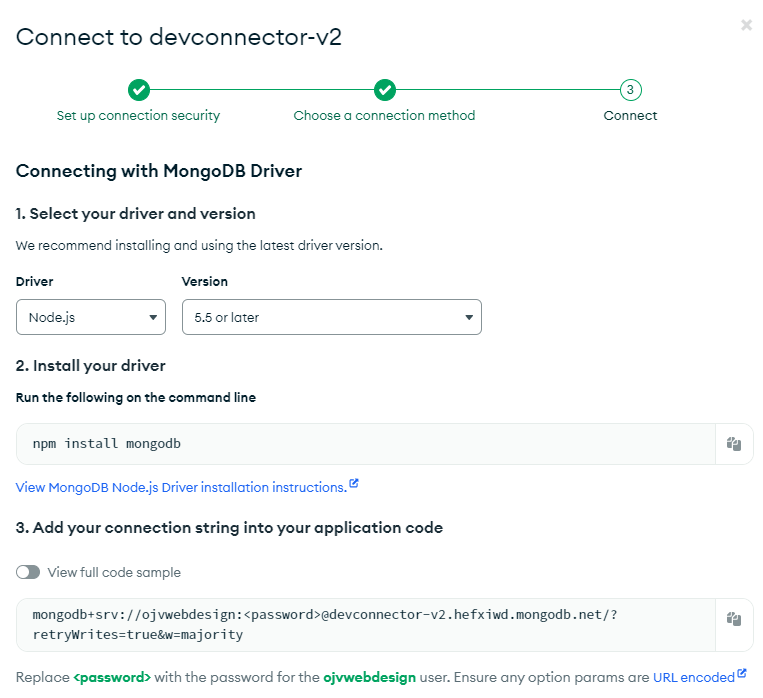 Connect to devconnector-v2
Set up connection security
Choose a connection method
3
Connect
Connecting with MongoDB Driver
1. Select your driver and version
We recommend installing and using the latest driver version.
Driver
Version
Node.js
5.5 or later
2. Install your driver
Run the following on the command line
npm install mongodb
View MongoDB Node.js Driver installation instructions.
3. Add your connection string into your application code
View full code sample
mongodb+srv://ojvwebdesign:<password>@devconnector-v2.hefxiwd.mongodb.net/?
retryWrites=true&w=majority
Replace <password> with the password for the ojvwebdesign user. Ensure any option params are URL encoded